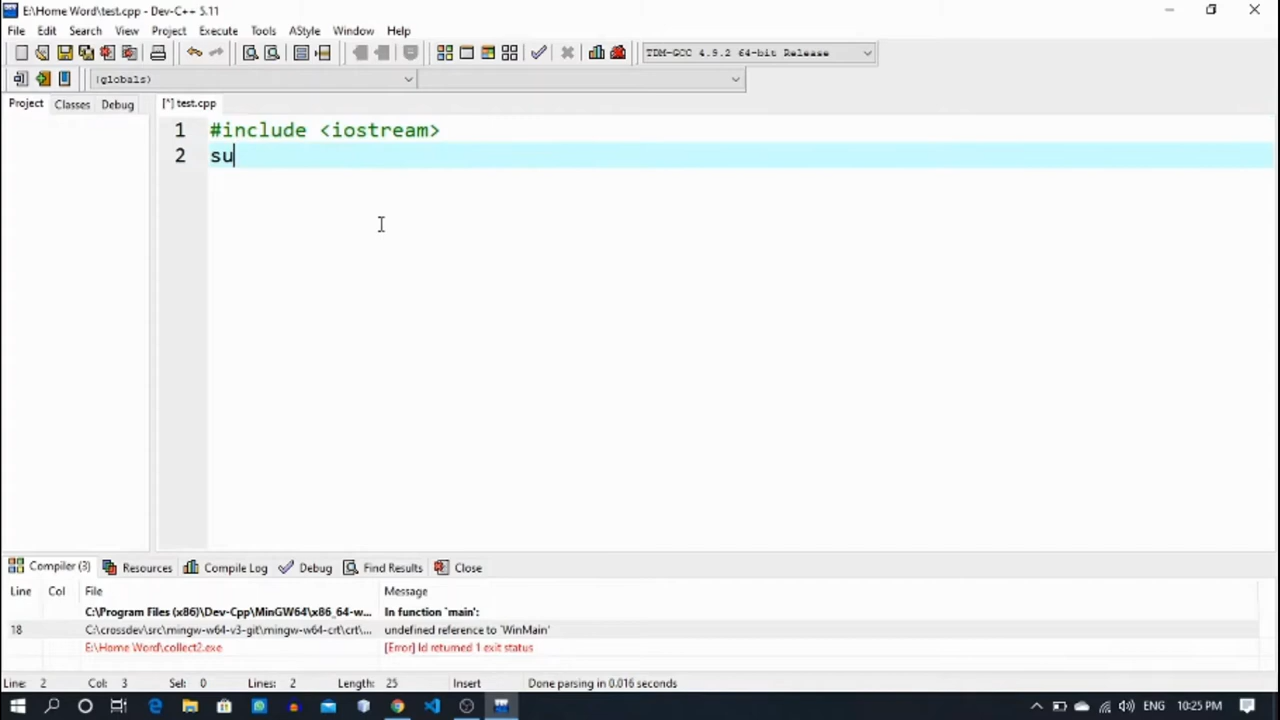 E:\Home Word\test.cpp - Dev-C++ 5.11
File Edit Search View Project Execute Tools AStyle Window Help
TDM-GCC 4.9.2 64-bit Release
(globals)
Project Classes Debug [*] test.cpp
1 #include <iostream>
2 su
Compiler (3) Resources Compile Log Debug Find Results Close
Line Col File Message
C:\Program Files (x86)\Dev-Cpp\MinGW64\x86_64-w... In function `main':
18 C:\crossdev\src\mingw-w64-v3-git\mingw-w64-crt\crt\... undefined reference to `WinMain'
E:\Home Word\collect2.exe [Error] ld returned 1 exit status
Line: 2 Col: 3 Sel: 0 Lines: 2 Length: 25 Insert Done parsing in 0.016 seconds
ENG 10:25 PM